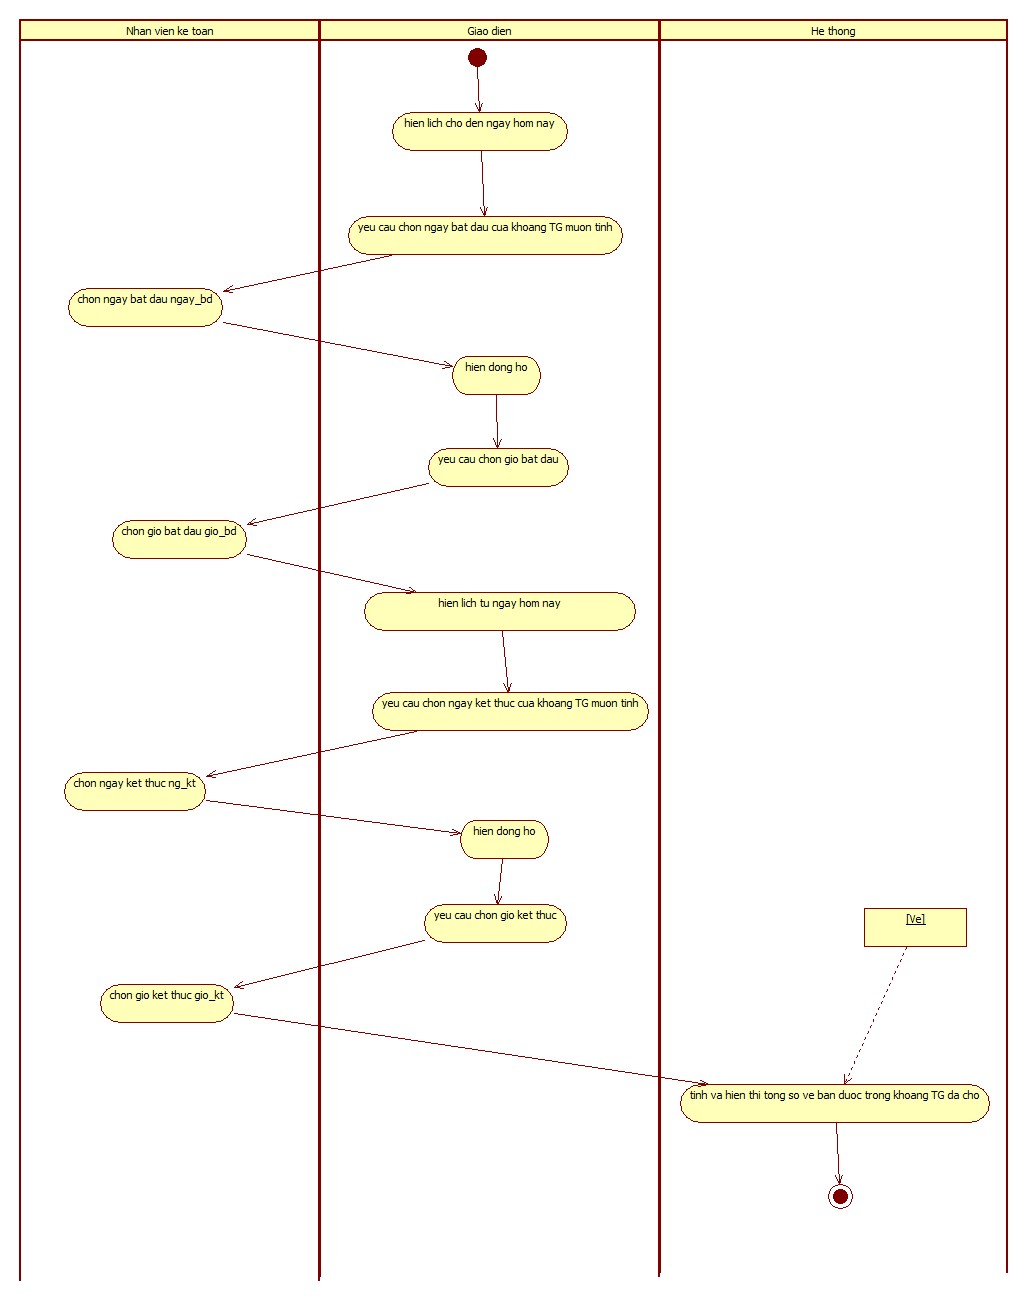 Nhan vien ke toan
Giao dien
He thong
hien lich cho den ngay hom nay
yeu cau chon ngay bat dau cua khoang TG muon tinh
chon ngay bat dau ngay_bd
hien dong ho
yeu cau chon gio bat dau
chon gio bat dau gio_bd
hien lich tu ngay hom nay
yeu cau chon ngay ket thuc cua khoang TG muon tinh
chon ngay ket thuc ng_kt
hien dong ho
yeu cau chon gio ket thuc
[Ve]
chon gio ket thuc gio_kt
tinh va hien thi tong so ve ban duoc trong khoang TG da cho